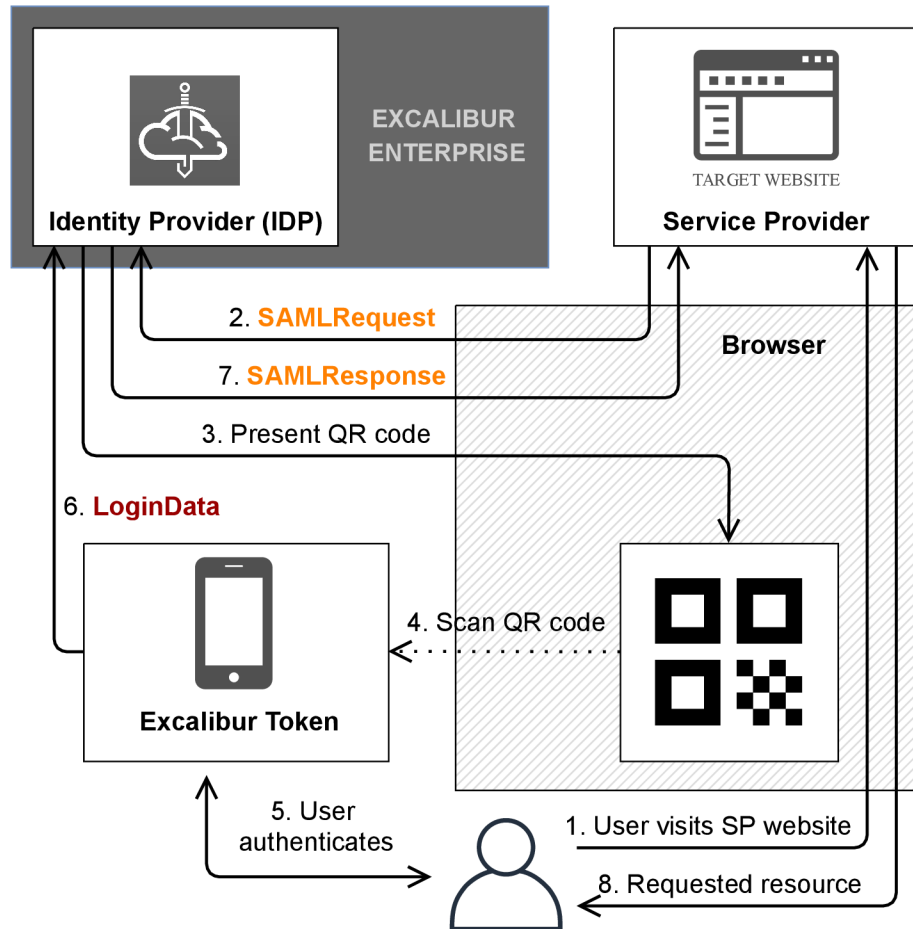 EXCALIBUR
ENTERPRISE
Identity Provider (IDP)
TARGET WEBSITE
Service Provider
2. SAMLRequest
Browser
7. SAMLResponse
3. Present QR code
6. LoginData
4. Scan QR code
Excalibur Token
5. User
authenticates
1. User visits SP website
8. Requested resource